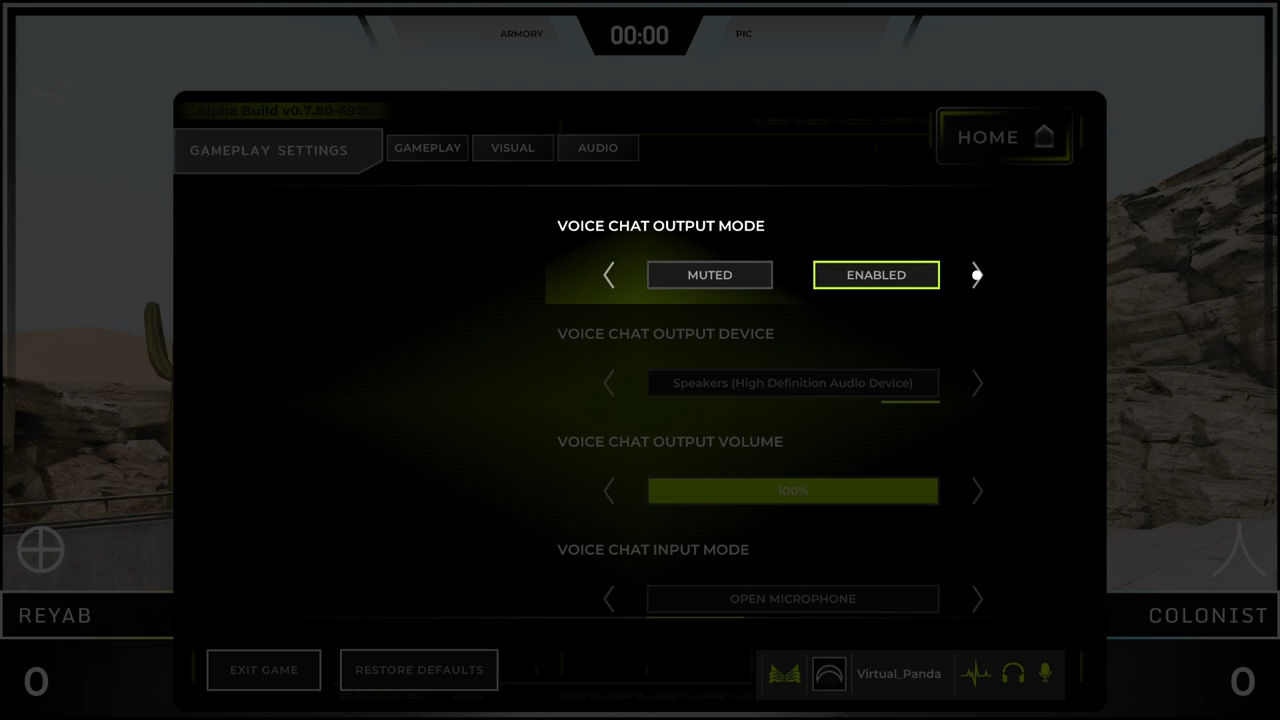 ARMORY
00:00
PIC
Alpha Build v0.7.80-6920
HOME
GAMEPLAY SETTINGS
GAMEPLAY
VISUAL
AUDIO
VOICE CHAT OUTPUT MODE
MUTED
ENABLED
VOICE CHAT OUTPUT DEVICE
Speakers (High Definition Audio Device)
VOICE CHAT OUTPUT VOLUME
100%
VOICE CHAT INPUT MODE
OPEN MICROPHONE
REYAB
COLONIST
EXIT GAME
RESTORE DEFAULTS
Virtual_Panda
0
0